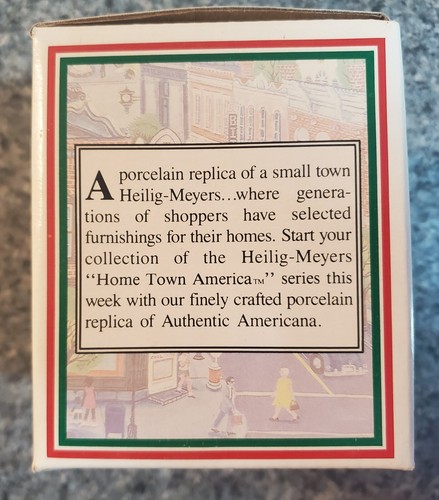 A porcelain replica of a small town
Heilig-Meyers...where genera-
tions of shoppers have selected
furnishings for their homes. Start your
collection of the Heilig-Meyers
“Home Town America™” series this
week with our finely crafted porcelain
replica of Authentic Americana.